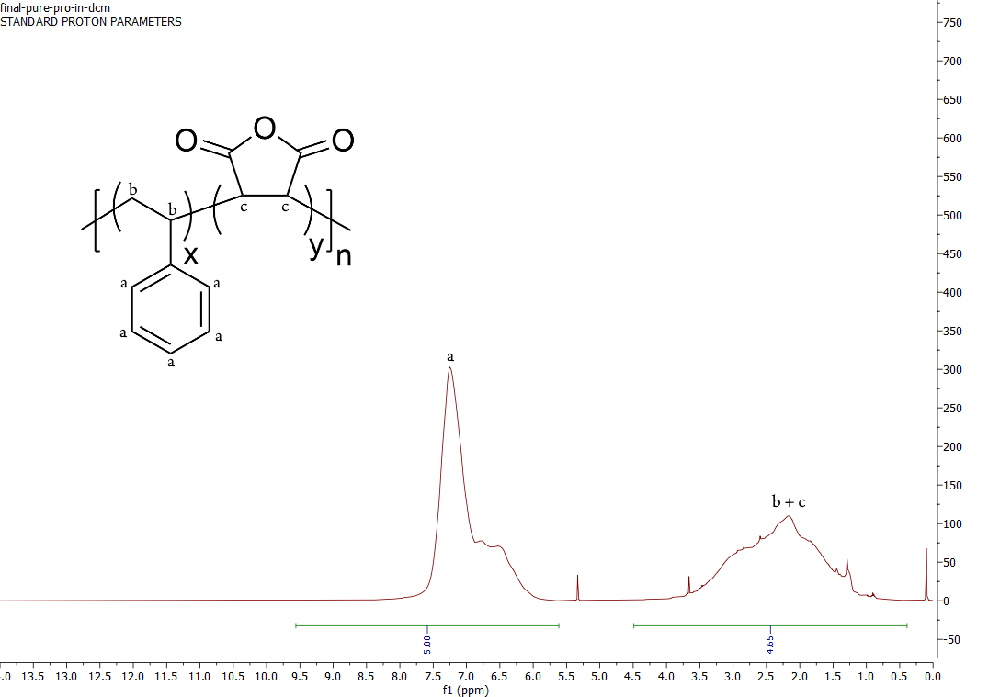 final-pure-pro-in-dcm
STANDARD PROTON PARAMETERS
O O O
b
b c c
x y n
a a
a a
a
a
b + c
5.00
4.65
750
700
650
600
550
500
450
400
350
300
250
200
150
100
50
0
-50
.0 13.5 13.0 12.5 12.0 11.5 11.0 10.5 10.0 9.5 9.0 8.5 8.0 7.5 7.0 6.5 6.0 5.5 5.0 4.5 4.0 3.5 3.0 2.5 2.0 1.5 1.0 0.5 0.0
f1 (ppm)